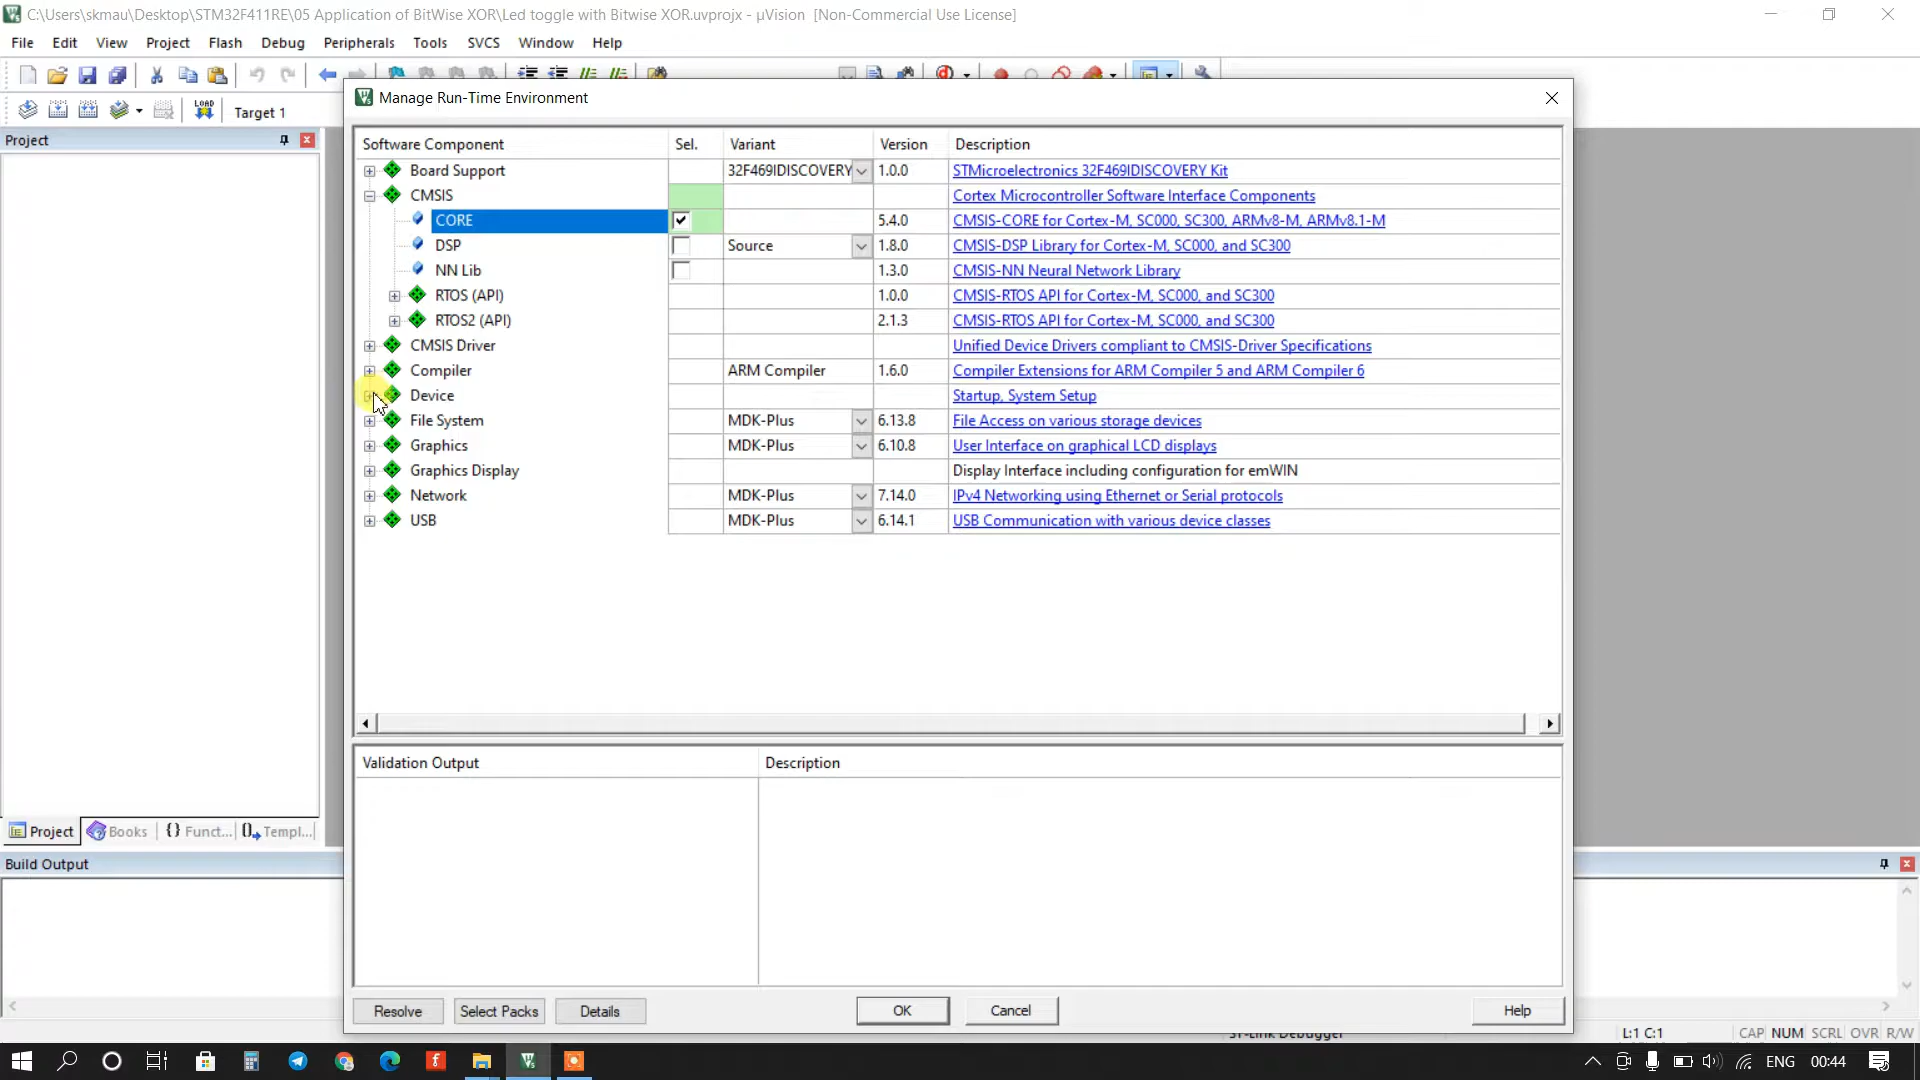 C:\Users\skmau\Desktop\STM32F411RE\05 Application of BitWise XOR\Led toggle with Bitwise XOR.uvprojx - µVision [Non-Commercial Use License]
File Edit View Project Flash Debug Peripherals Tools SVCS Window Help
LOAD Target 1
Manage Run-Time Environment
Project
Software Component Sel. Variant Version Description
Board Support 32F469IDISCOVERY 1.0.0 STMicroelectronics 32F469IDISCOVERY Kit
CMSIS Cortex Microcontroller Software Interface Components
CORE 5.4.0 CMSIS-CORE for Cortex-M, SC000, SC300, ARMv8-M, ARMv8.1-M
DSP Source 1.8.0 CMSIS-DSP Library for Cortex-M, SC000, and SC300
NN Lib 1.3.0 CMSIS-NN Neural Network Library
RTOS (API) 1.0.0 CMSIS-RTOS API for Cortex-M, SC000, and SC300
RTOS2 (API) 2.1.3 CMSIS-RTOS API for Cortex-M, SC000, and SC300
CMSIS Driver Unified Device Drivers compliant to CMSIS-Driver Specifications
Compiler ARM Compiler 1.6.0 Compiler Extensions for ARM Compiler 5 and ARM Compiler 6
Device Startup, System Setup
File System MDK-Plus 6.13.8 File Access on various storage devices
Graphics MDK-Plus 6.10.8 User Interface on graphical LCD displays
Graphics Display Display Interface including configuration for emWIN
Network MDK-Plus 7.14.0 IPv4 Networking using Ethernet or Serial protocols
USB MDK-Plus 6.14.1 USB Communication with various device classes
Validation Output Description
Project Books {} Funct... 0 Templ...
Build Output
Resolve Select Packs Details OK Cancel Help
ST-Link Debugger L:1 C:1 CAP NUM SCRL OVR R/W
ENG 00:44